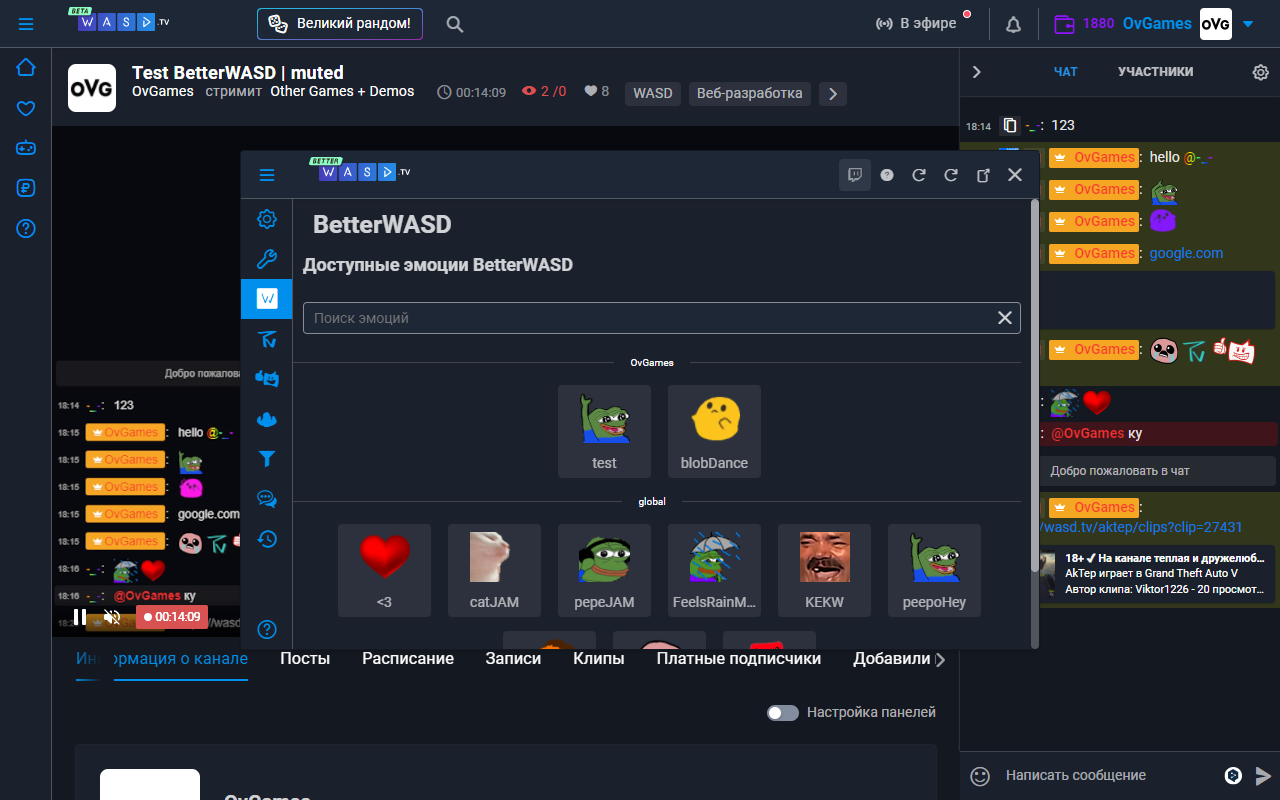 BETA
WASD.TV
Великий рандом!
В эфире
1880
OvGames
OVG
OVG
Test BetterWASD | muted
OvGames стримит Other Games + Demos
00:14:09
2 /0
8
WASD
Веб-разработка
ЧАТ
УЧАСТНИКИ
18:14 -_-: 123
OvGames: hello @-_-
OvGames:
OvGames:
OvGames: google.com
OvGames:
:
: @OvGames ку
Добро пожаловать в чат
OvGames:
/wasd.tv/aktep/clips?clip=27431
18+ ✓ На канале теплая и дружелюб...
AkTep играет в Grand Theft Auto V
Автор клипа: Viktor1226 - 20 просмот...
Написать сообщение
BETTER
WASD.TV
BetterWASD
Доступные эмоции BetterWASD
Поиск эмоций
OvGames
test
blobDance
global
<3
catJAM
pepeJAM
FeelsRainM...
KEKW
peepoHey
Добро пожалова
18:14 -_-: 123
18:15 OvGames: hello @-_-
18:15 OvGames:
18:15 OvGames:
18:15 OvGames: google.com
18:15 OvGames:
18:16 -_-:
18:16 -_-: @OvGames ку
00:14:09
//wasd
Информация о канале
Посты
Расписание
Записи
Клипы
Платные подписчики
Добавили
Настройка панелей
OvGames